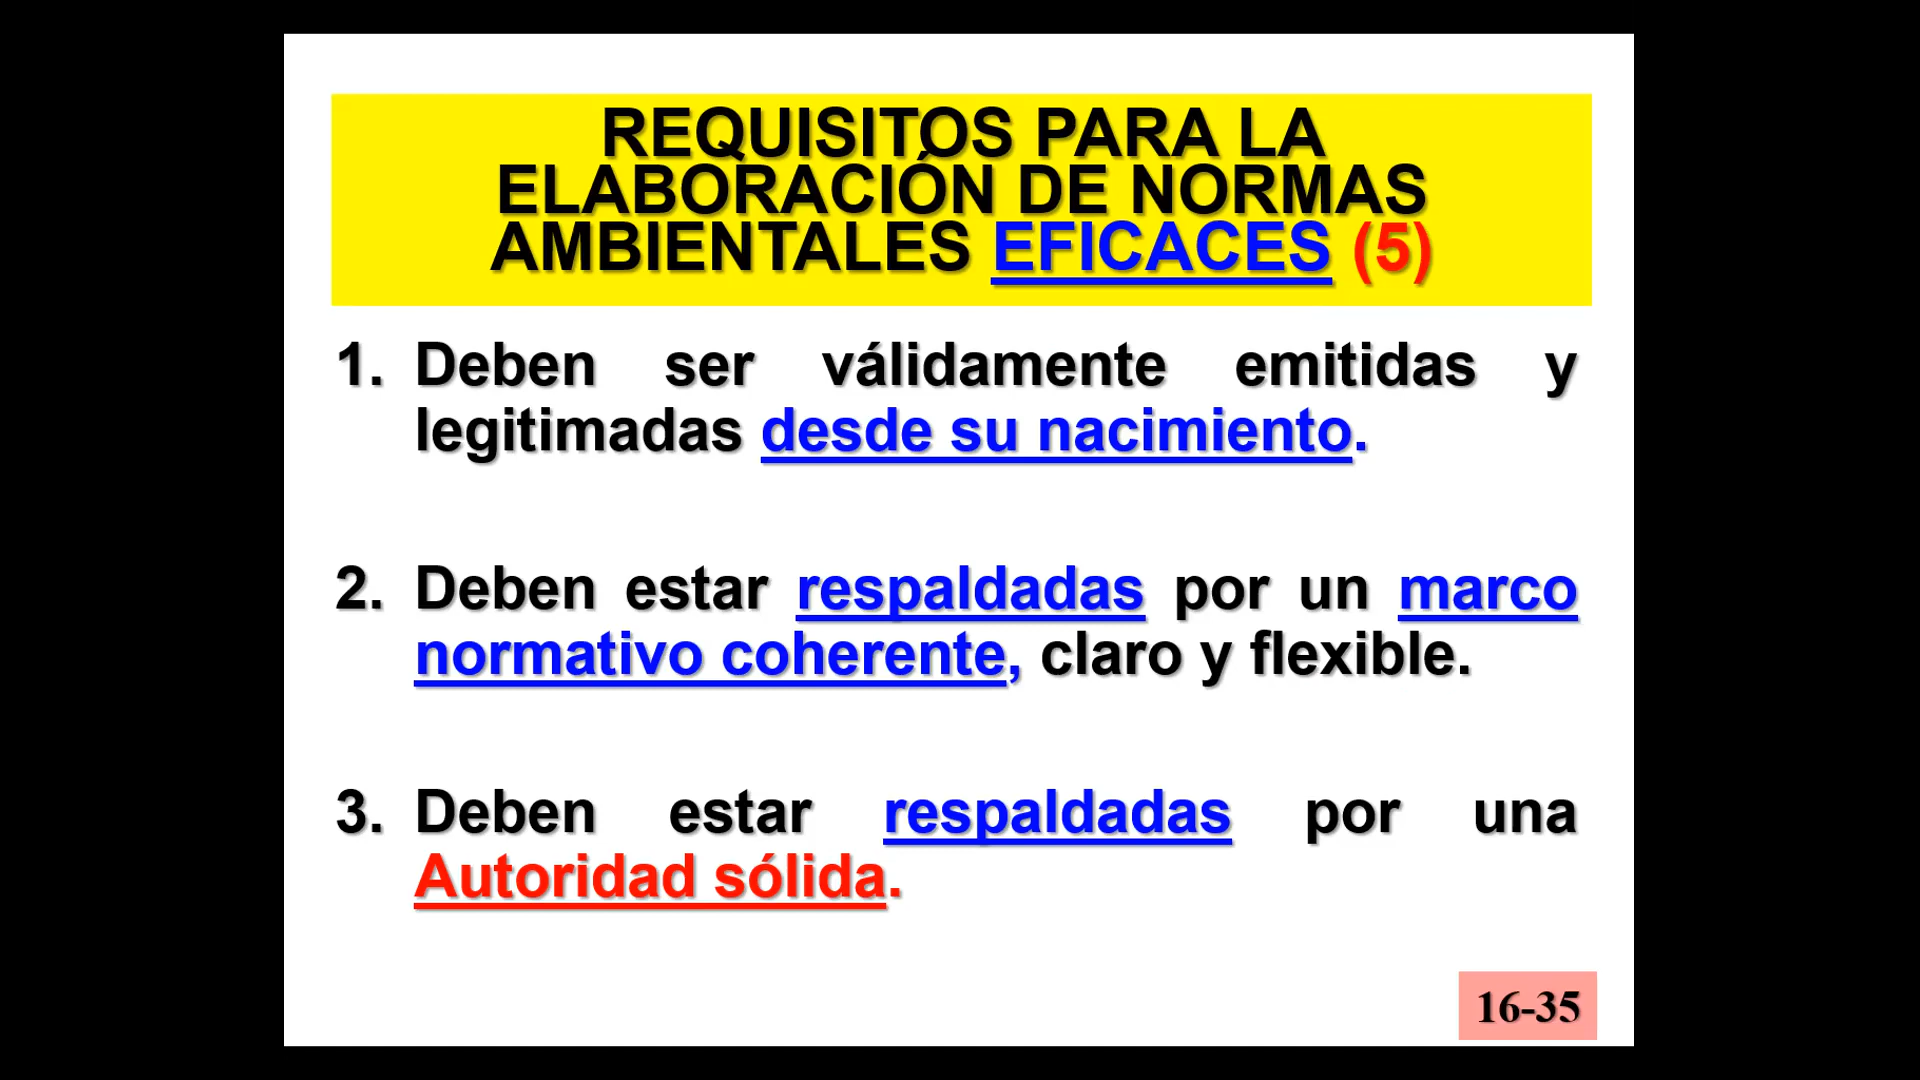 REQUISITOS PARA LA
ELABORACIÓN DE NORMAS
AMBIENTALES EFICACES (5)
1. Deben ser válidamente emitidas y
legitimadas desde su nacimiento.
2. Deben estar respaldadas por un marco
normativo coherente, claro y flexible.
3. Deben estar respaldadas por una
Autoridad sólida.
16-35